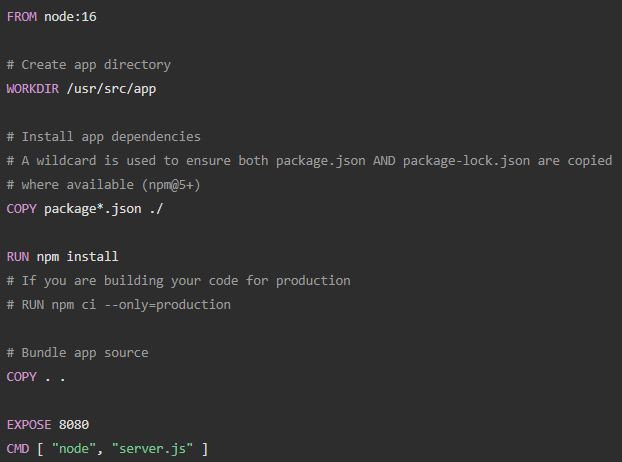 FROM node:16
# Create app directory
WORKDIR /usr/src/app
# Install app dependencies
# A wildcard is used to ensure both package.json AND package-lock.json are copied
# where available (npm@5+)
COPY package*.json ./
RUN npm install
# If you are building your code for production
# RUN npm ci --only=production
# Bundle app source
COPY . .
EXPOSE 8080
CMD [ "node", "server.js" ]